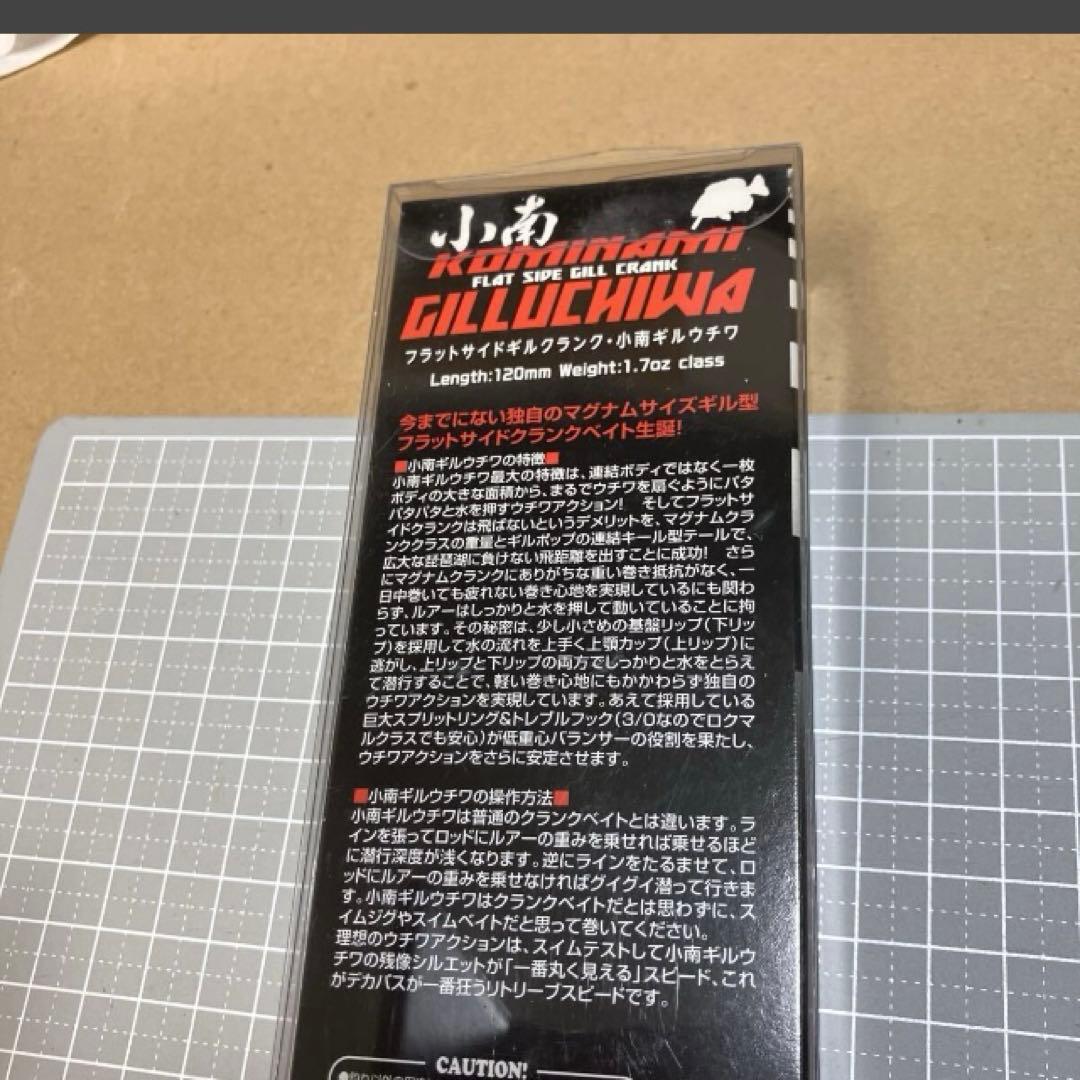 小南
KOMINAMI
FLAT SIDE GILL CRANK
GILLUCHIWA
フラットサイドギルクランク・小南ギルウチワ
Length:120mm Weight:1.7oz class
今までにない独自のマグナムサイズギル型
フラットサイドクランクベイト生誕!
■小南ギルウチワの特徴■
小南ギルウチワ最大の特徴は、連結ボディではなく一枚
ボディの大きな面積から、まるでウチワを扇ぐようにバタ
バタバタと水を押すウチワアクション! そしてフラットサ
イドクランクは飛ばないというデメリットを、マグナムクラ
ンククラスの重量とギルポップの連結キール型テールで、
広大な琵琶湖に負けない飛距離を出すことに成功! さら
にマグナムクランクにありがちな重い巻き抵抗がなく、一
日中巻いても疲れない巻き心地を実現しているにも関わ
らず、ルアーはしっかりと水を押して動いていることに拘
っています。その秘密は、少し小さめの基盤リップ(下リッ
プ)を採用して水の流れを上手く上顎カップ(上リップ)に
逃がし、上リップと下リップの両方でしっかりと水をとらえ
て潜行することで、軽い巻き心地にもかかわらず独自の
ウチワアクションを実現しています。あえて採用している
巨大スプリットリング&トレブルフック(3/0なのでロクマ
ルクラスでも安心)が低重心バランサーの役割を果たし、
ウチワアクションをさらに安定させます。
■小南ギルウチワの操作方法■
小南ギルウチワは普通のクランクベイトとは違います。ラ
インを張ってロッドにルアーの重みを乗せれば乗せるほど
に潜行深度が浅くなります。逆にラインをたるませて、ロ
ッドにルアーの重みを乗せなければグイグイ潜って行きま
す。小南ギルウチワはクランクベイトだとは思わずに、ス
イムジグやスイムベイトだと思って巻いてください。
理想のウチワアクションは、スイムテストして小南ギルウ
チワの残像シルエットが「一番丸く見える」スピード、これ
がデカバスが一番狂うリトリーブスピードです。
CAUTION!